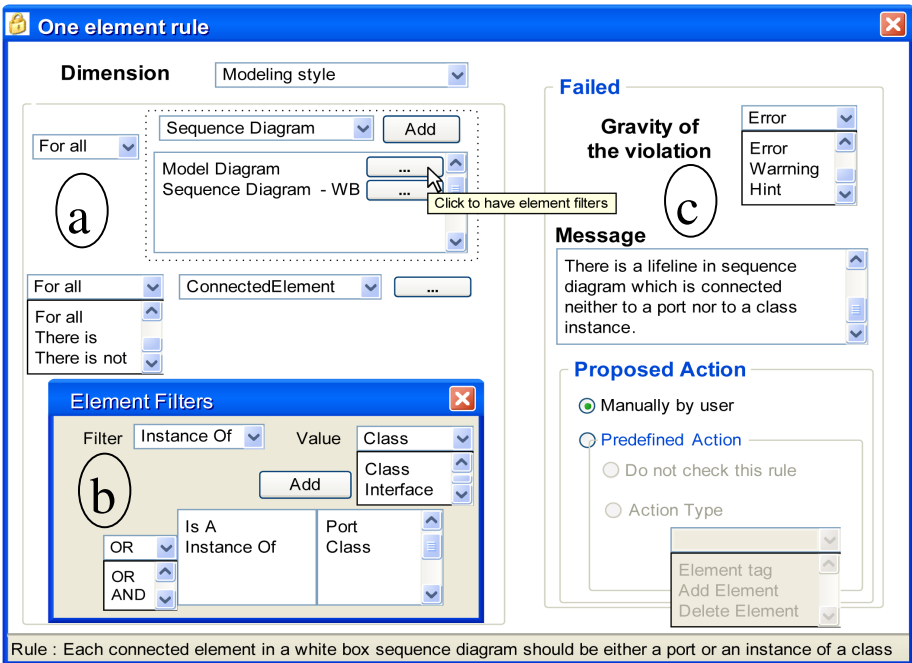 One element rule
Dimension
Modeling style
For all
Sequence Diagram
Add
Model Diagram
...
Sequence Diagram - WB
...
Click to have element filters
a
For all
ConnectedElement
...
For all
There is
There is not
Element Filters
Filter
Instance Of
Value
Class
Class
Interface
Add
b
Is A
Port
Instance Of
Class
OR
OR
AND
Failed
Gravity of
the violation
Error
Error
Warrning
Hint
c
Message
There is a lifeline in sequence
diagram which is connected
neither to a port nor to a class
instance.
Proposed Action
Manually by user
Predefined Action
Do not check this rule
Action Type
Element tag
Add Element
Delete Element
Rule : Each connected element in a white box sequence diagram should be either a port or an instance of a class